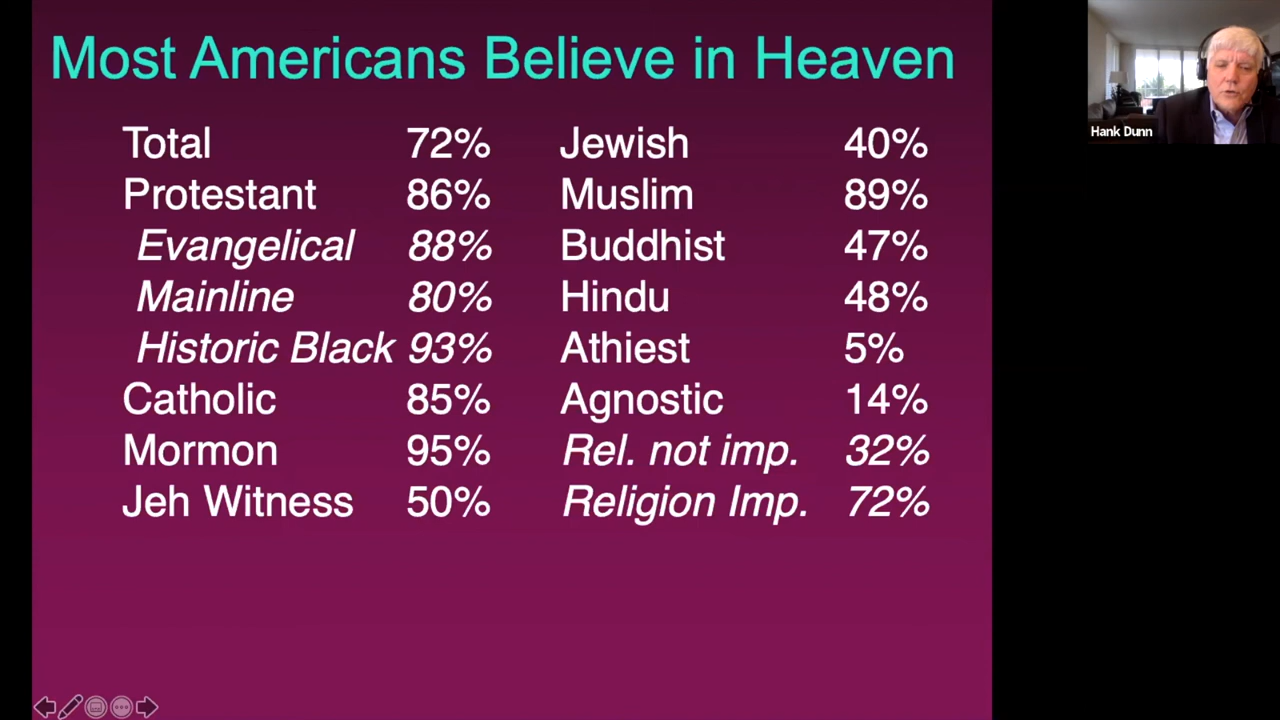 Most Americans Believe in Heaven
Total 72%
Protestant 86%
Evangelical 88%
Mainline 80%
Historic Black 93%
Catholic 85%
Mormon 95%
Jeh Witness 50%
Jewish 40%
Muslim 89%
Buddhist 47%
Hindu 48%
Athiest 5%
Agnostic 14%
Rel. not imp. 32%
Religion Imp. 72%
Hank Dunn